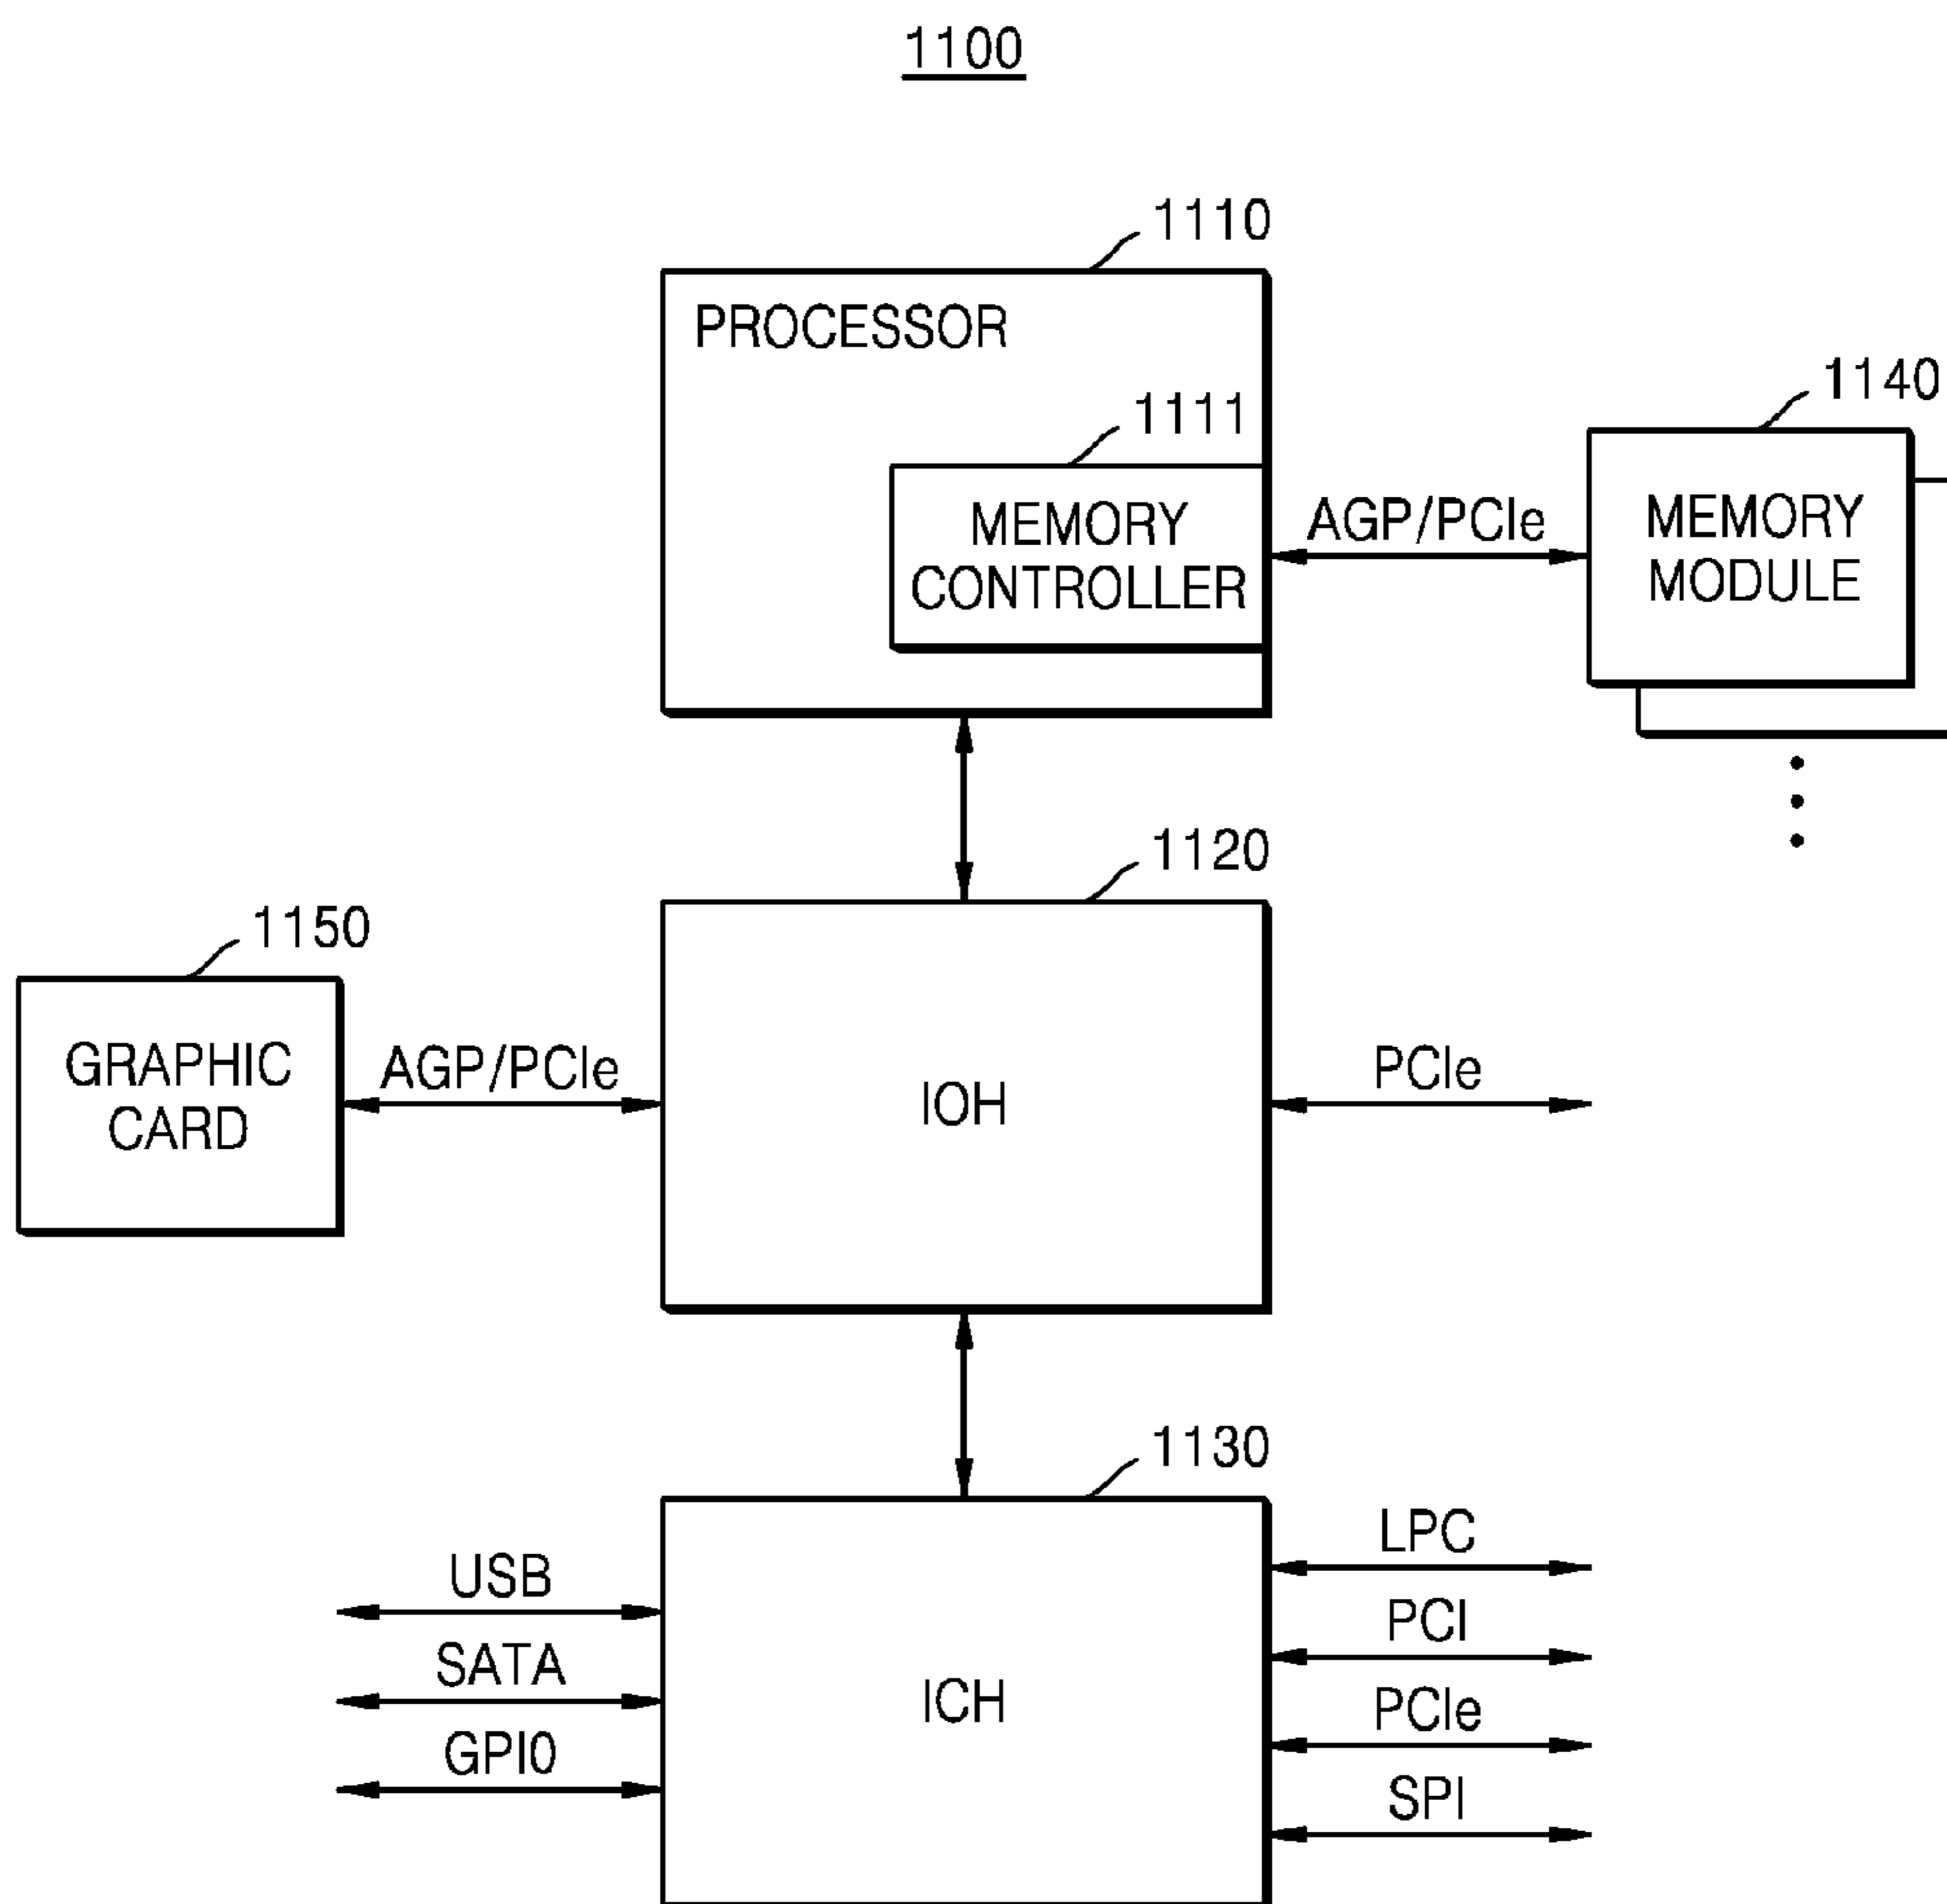 1100
1110
PROCESSOR
1111
MEMORY
CONTROLLER
AGP/PCIe
1140
MEMORY
MODULE
1120
IOH
1150
GRAPHIC
CARD
AGP/PCIe
PCIe
1130
ICH
USB
SATA
GPI0
LPC
PCI
PCIe
SPI